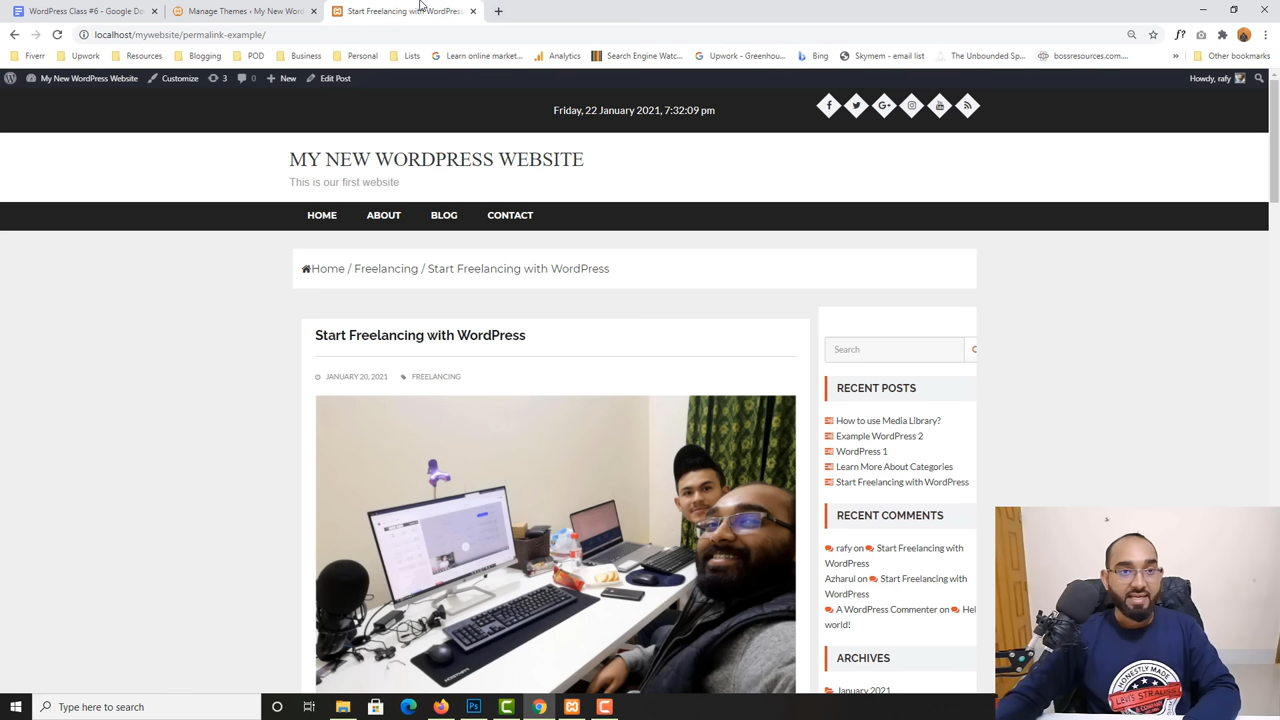 WordPress Class #6 - Google Do
Manage Themes ‹ My New Word
Start Freelancing with WordPress
localhost/mywebsite/permalink-example/
Fiverr
Upwork
Resources
Blogging
POD
Business
Personal
Lists
Learn online market...
Analytics
Search Engine Watc...
Upwork - Greenhou...
Bing
Skymem - email list
The Unbounded Sp...
bossresources.com...
»
Other bookmarks
My New WordPress Website
Customize
3
0
New
Edit Post
Howdy, rafy
Friday, 22 January 2021, 7:32:09 pm
MY NEW WORDPRESS WEBSITE
This is our first website
HOME
ABOUT
BLOG
CONTACT
Home / Freelancing / Start Freelancing with WordPress
Start Freelancing with WordPress
JANUARY 20, 2021
FREELANCING
Search
RECENT POSTS
How to use Media Library?
Example WordPress 2
WordPress 1
Learn More About Categories
Start Freelancing with WordPress
RECENT COMMENTS
rafy on Start Freelancing with
WordPress
Azharul on Start Freelancing with
WordPress
A WordPress Commenter on Hel
world!
ARCHIVES
January 2021
HONESTLY MADE
LEVI STRAUSS
Type here to search